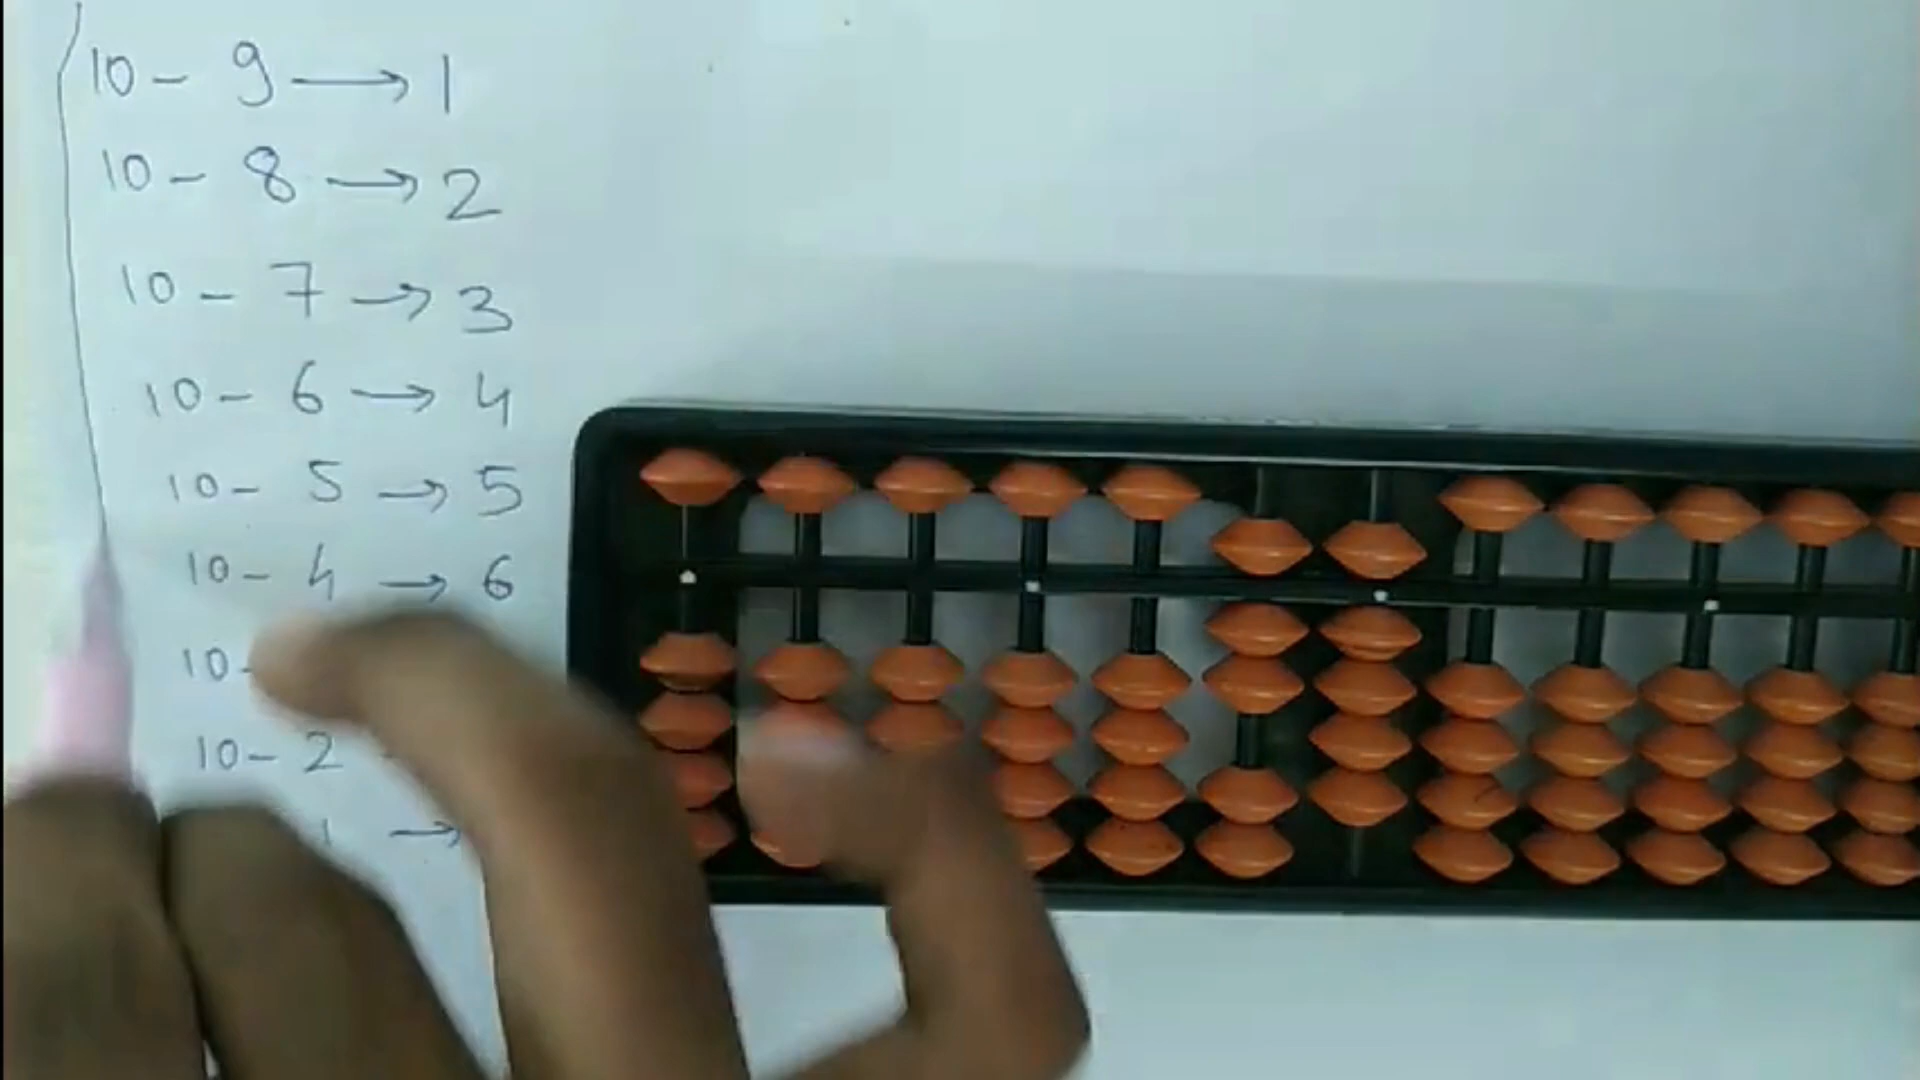 10 - 9 → 1
10 - 8 → 2
10 - 7 → 3
10 - 6 → 4
10 - 5 → 5
10 - 4 → 6
10 -
10 - 2
1 →